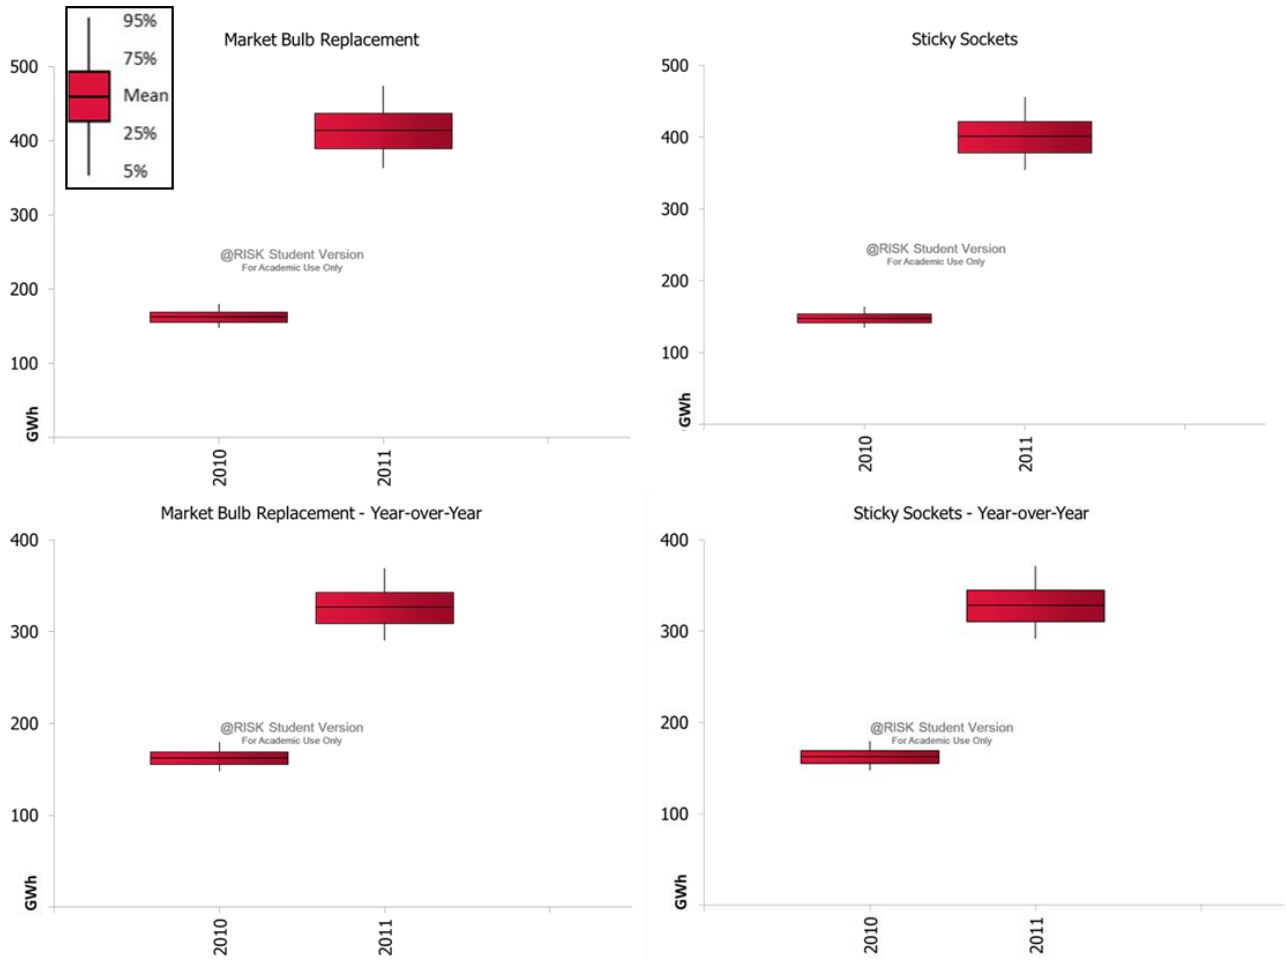 95%
75%
Mean
25%
5%
Market Bulb Replacement
500
400
300
200
100
GWh
@RISK Student Version
For Academic Use Only
2010
2011
Sticky Sockets
500
400
300
200
100
GWh
@RISK Student Version
For Academic Use Only
2010
2011
Market Bulb Replacement - Year-over-Year
400
300
200
100
GWh
@RISK Student Version
For Academic Use Only
2010
2011
Sticky Sockets - Year-over-Year
400
300
200
100
GWh
@RISK Student Version
For Academic Use Only
2010
2011